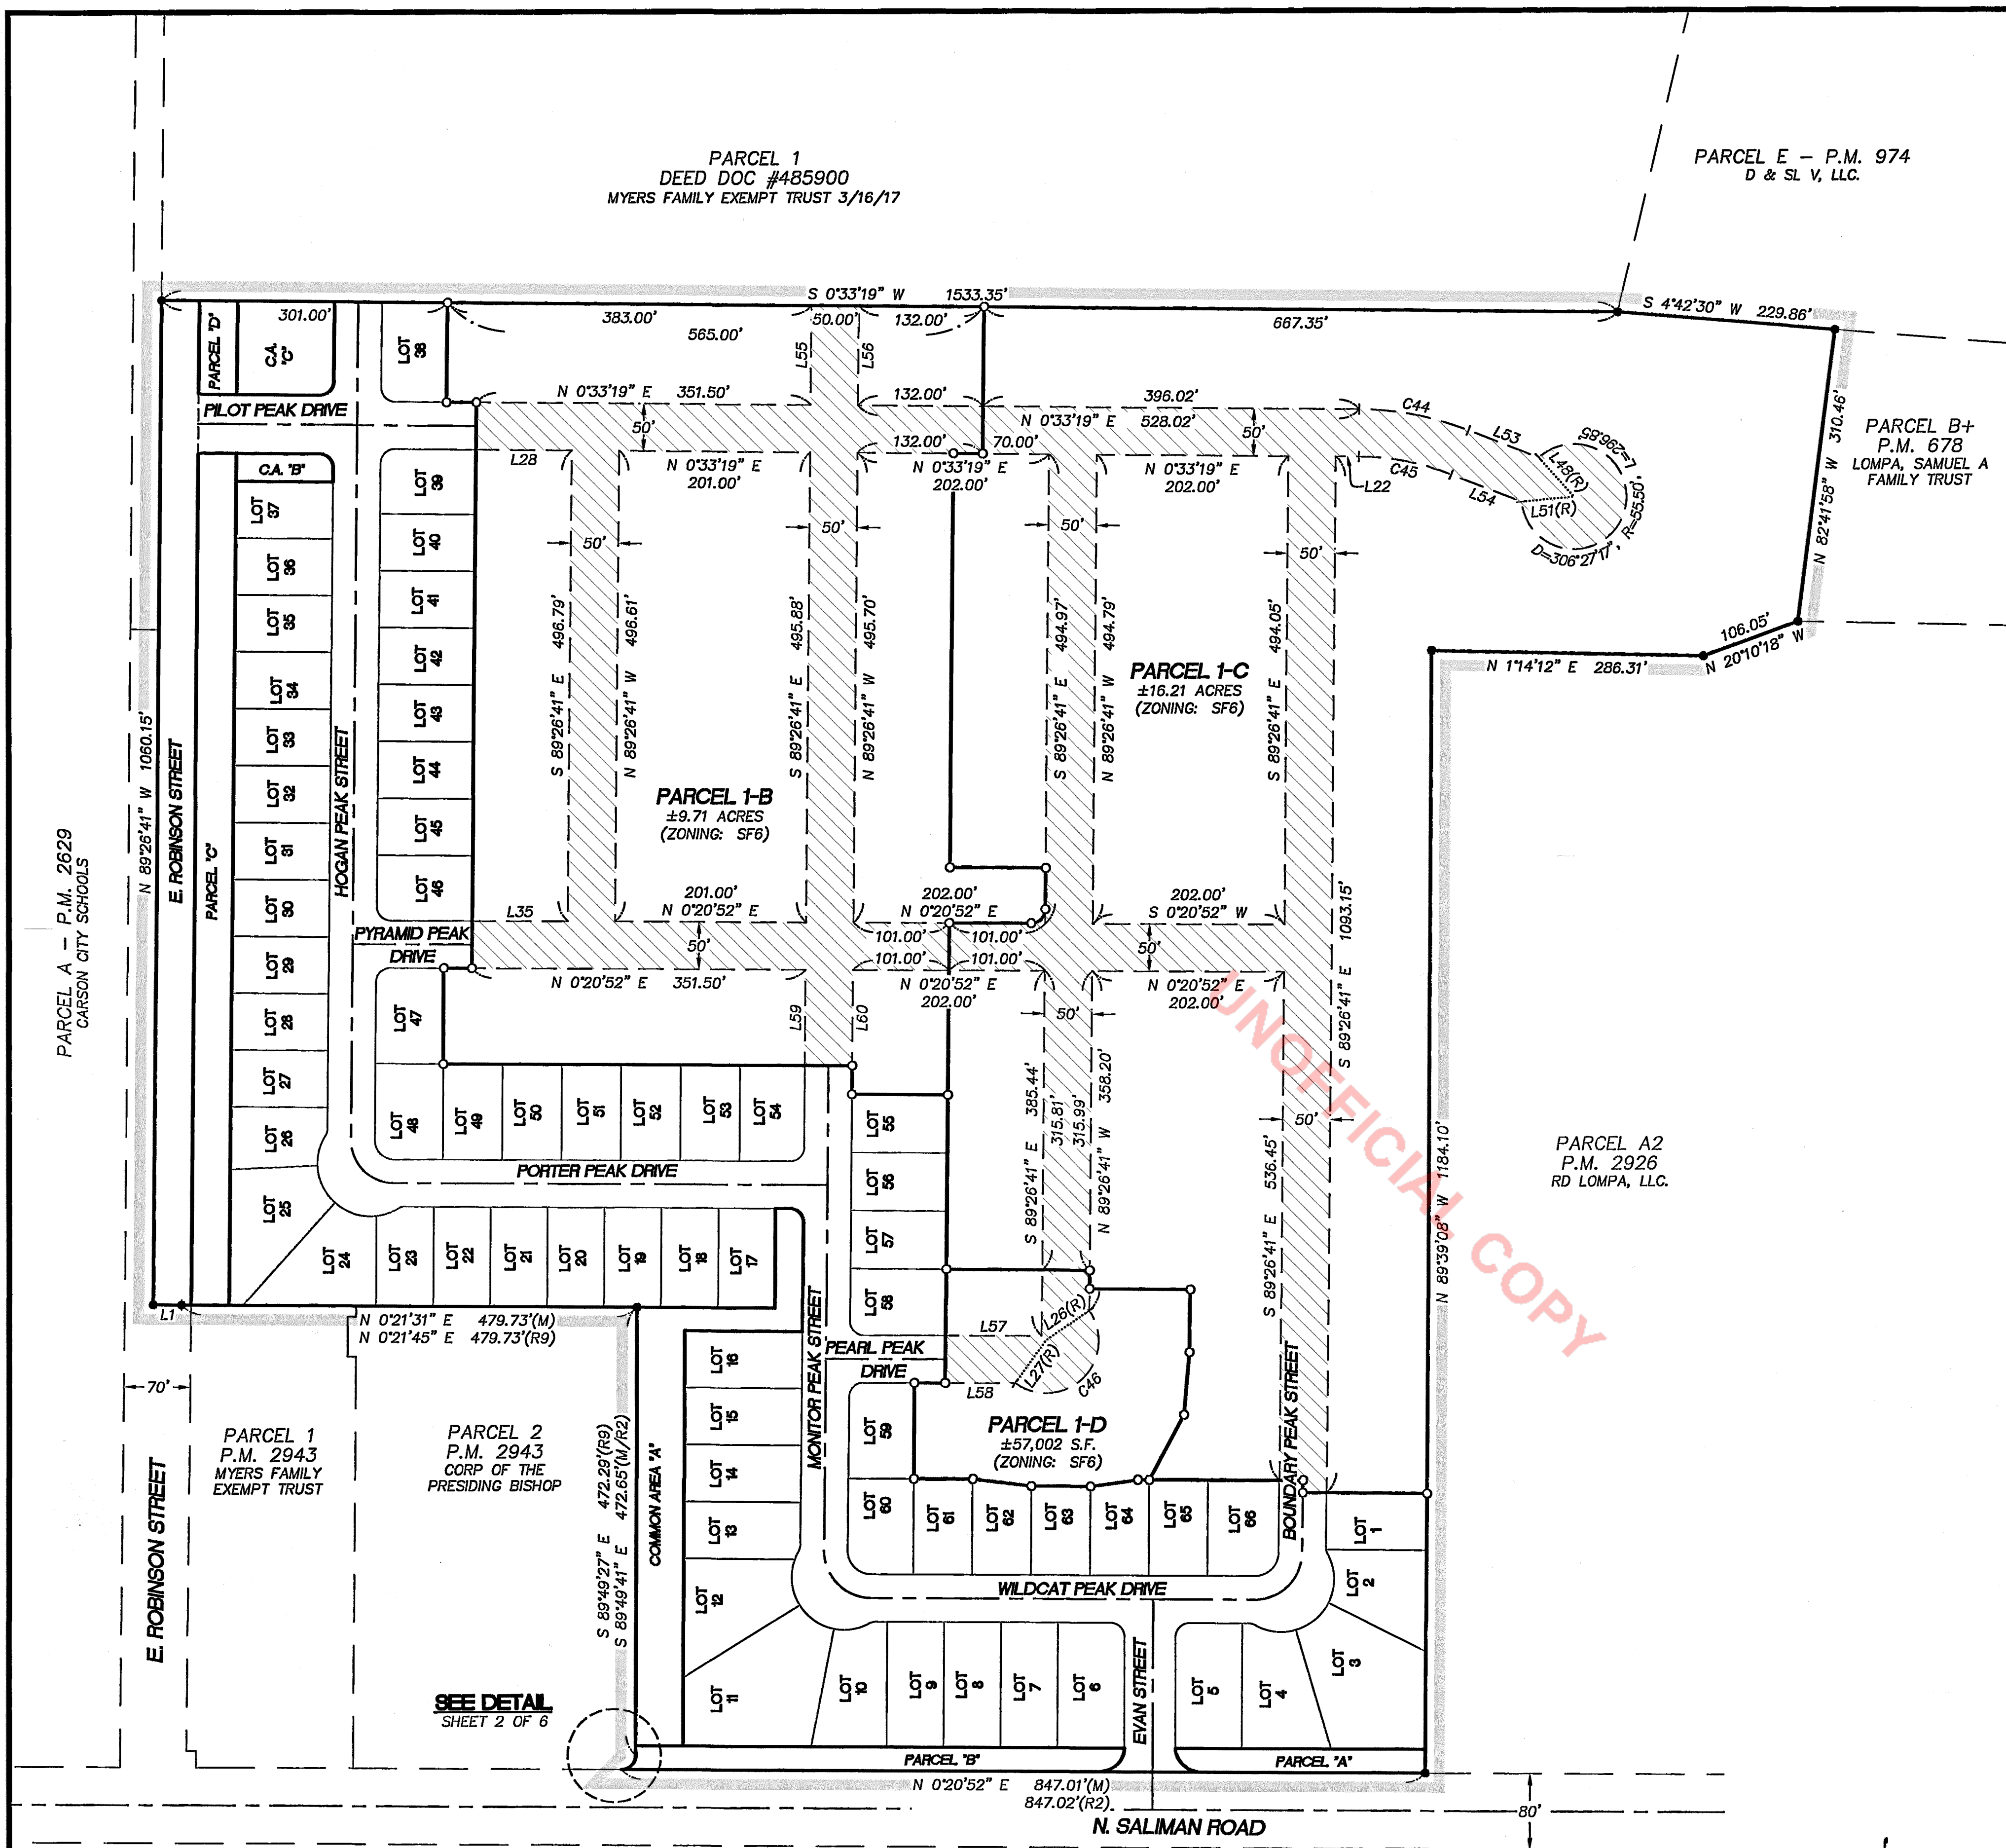 PARCEL 1
DEED DOC #485900
MYERS FAMILY EXEMPT TRUST 3/16/17
PARCEL E - P.M. 974
D & SL V, LLC.
S 0°33'19" W 1533.35'
S 4°42'30" W 229.86'
301.00'
383.00'
50.00'
132.00'
565.00'
667.35'
PARCEL "D"
C.A. "C"
LOT 38
L55
L56
N 0°33'19" E 351.50'
132.00'
396.02'
C44
PILOT PEAK DRIVE
50'
N 0°33'19" E 528.02'
50'
L53
L=296.85'
N 82°41'58" W 310.46'
PARCEL B+
P.M. 678
LOMPA, SAMUEL A
FAMILY TRUST
132.00'
70.00'
L28
N 0°33'19" E
201.00'
N 0°33'19" E
202.00'
N 0°33'19" E
202.00'
C45
L48(R)
C.A. "B"
L22
L54
L51(R)
R=55.50'
D=306°27'17",
LOT 37
LOT 36
LOT 35
LOT 34
LOT 33
LOT 32
LOT 31
LOT 30
LOT 29
LOT 28
LOT 27
LOT 26
LOT 25
LOT 39
LOT 40
LOT 41
LOT 42
LOT 43
LOT 44
LOT 45
LOT 46
50'
50'
50'
50'
S 89°26'41" E 496.79'
N 89°26'41" W 496.61'
S 89°26'41" E 495.88'
N 89°26'41" W 495.70'
S 89°26'41" E 494.97'
N 89°26'41" W 494.79'
S 89°26'41" E 494.05'
106.05'
N 20°10'18" W
N 1°14'12" E 286.31'
PARCEL 1-C
±16.21 ACRES
(ZONING: SF6)
N 89°26'41" W 1060.15'
E. ROBINSON STREET
PARCEL "C"
HOGAN PEAK STREET
PARCEL 1-B
±9.71 ACRES
(ZONING: SF6)
PARCEL A - P.M. 2629
CARSON CITY SCHOOLS
L35
201.00'
N 0°20'52" E
202.00'
N 0°20'52" E
202.00'
S 0°20'52" W
S 89°26'41" E 1093.15'
PYRAMID PEAK
DRIVE
50'
101.00'
101.00'
50'
101.00'
101.00'
N 0°20'52" E 351.50'
N 0°20'52" E
202.00'
N 0°20'52" E
202.00'
LOT 47
L59
L60
50'
UNOFFICIAL COPY
S 89°26'41" E 385.44'
315.81'
315.99'
N 89°26'41" W 358.20'
50'
S 89°26'41" E 536.45'
N 89°39'08" W 1184.10'
PARCEL A2
P.M. 2926
RD LOMPA, LLC.
LOT 48
LOT 49
LOT 50
LOT 51
LOT 52
LOT 53
LOT 54
LOT 55
LOT 56
LOT 57
LOT 58
PORTER PEAK DRIVE
LOT 24
LOT 23
LOT 22
LOT 21
LOT 20
LOT 19
LOT 18
LOT 17
L1
N 0°21'31" E 479.73'(M)
N 0°21'45" E 479.73'(R9)
MONITOR PEAK STREET
PEARL PEAK
DRIVE
L57
L26(R)
L27(R)
L58
C46
70'
PARCEL 1
P.M. 2943
MYERS FAMILY
EXEMPT TRUST
PARCEL 2
P.M. 2943
CORP OF THE
PRESIDING BISHOP
S 89°49'27" E 472.29'(R9)
S 89°49'41" E 472.65'(M/R2)
COMMON AREA "A"
LOT 16
LOT 15
LOT 14
LOT 13
LOT 12
LOT 11
LOT 59
PARCEL 1-D
±57,002 S.F.
(ZONING: SF6)
BOUNDARY PEAK STREET
LOT 60
LOT 61
LOT 62
LOT 63
LOT 64
LOT 65
LOT 66
LOT 1
LOT 2
LOT 3
E. ROBINSON STREET
WILDCAT PEAK DRIVE
LOT 10
LOT 9
LOT 8
LOT 7
LOT 6
EVAN STREET
LOT 5
LOT 4
SEE DETAIL
SHEET 2 OF 6
PARCEL "B"
PARCEL "A"
N 0°20'52" E 847.01'(M)
847.02'(R2)
80'
N. SALIMAN ROAD